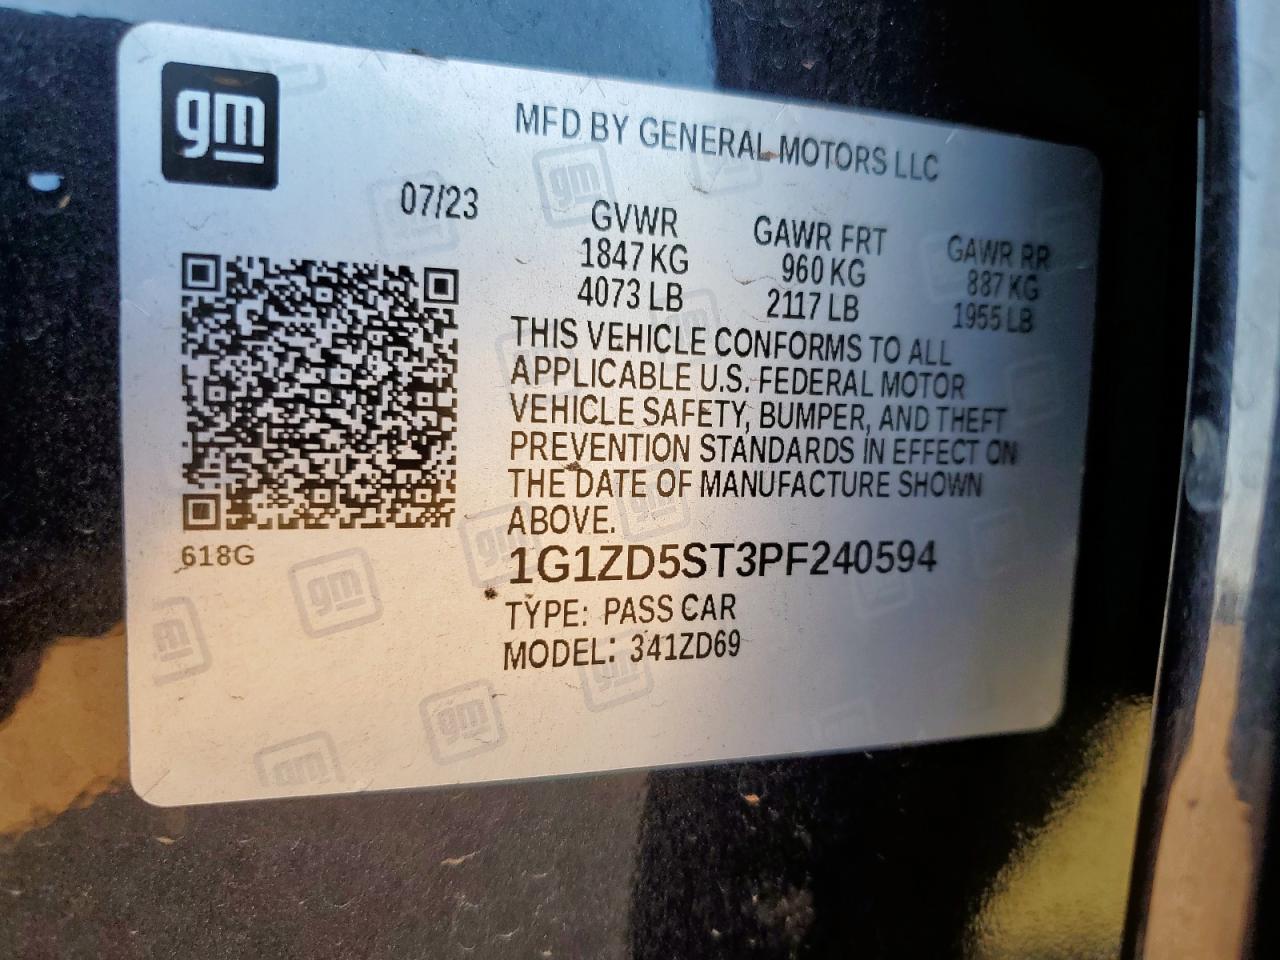 gm
MFD BY GENERAL MOTORS LLC
07/23
GVWR GAWR FRT GAWR RR
1847 KG 960 KG 887 KG
4073 LB 2117 LB 1955 LB
THIS VEHICLE CONFORMS TO ALL
APPLICABLE U.S. FEDERAL MOTOR
VEHICLE SAFETY, BUMPER, AND THEFT
PREVENTION STANDARDS IN EFFECT ON
THE DATE OF MANUFACTURE SHOWN
ABOVE.
618G
1G1ZD5ST3PF240594
TYPE: PASS CAR
MODEL: 341ZD69